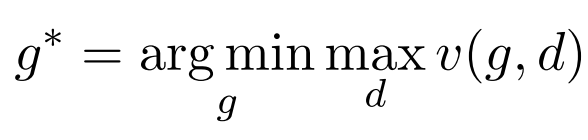 g* = arg min_g max_d v(g, d)